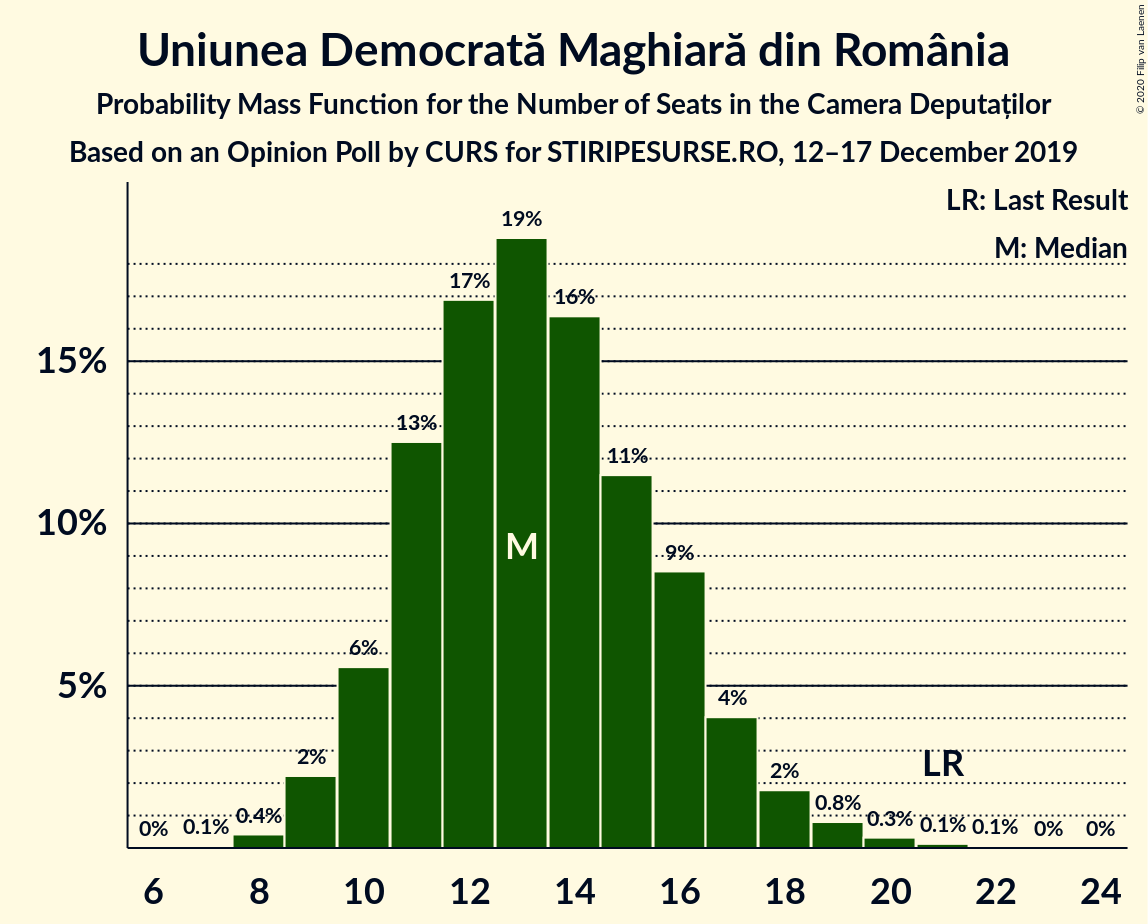 Uniunea Democrată Maghiară din România
Probability Mass Function for the Number of Seats in the Camera Deputaților
Based on an Opinion Poll by CURS for STIRIPESURSE.RO, 12–17 December 2019
© 2020 Filip van Laenen
LR: Last Result
M: Median
15%
10%
5%
0%
0.1%
0.4%
2%
6%
13%
17%
19%
16%
11%
9%
4%
2%
0.8%
0.3%
0.1%
0.1%
0%
0%
M
LR
6 8 10 12 14 16 18 20 22 24